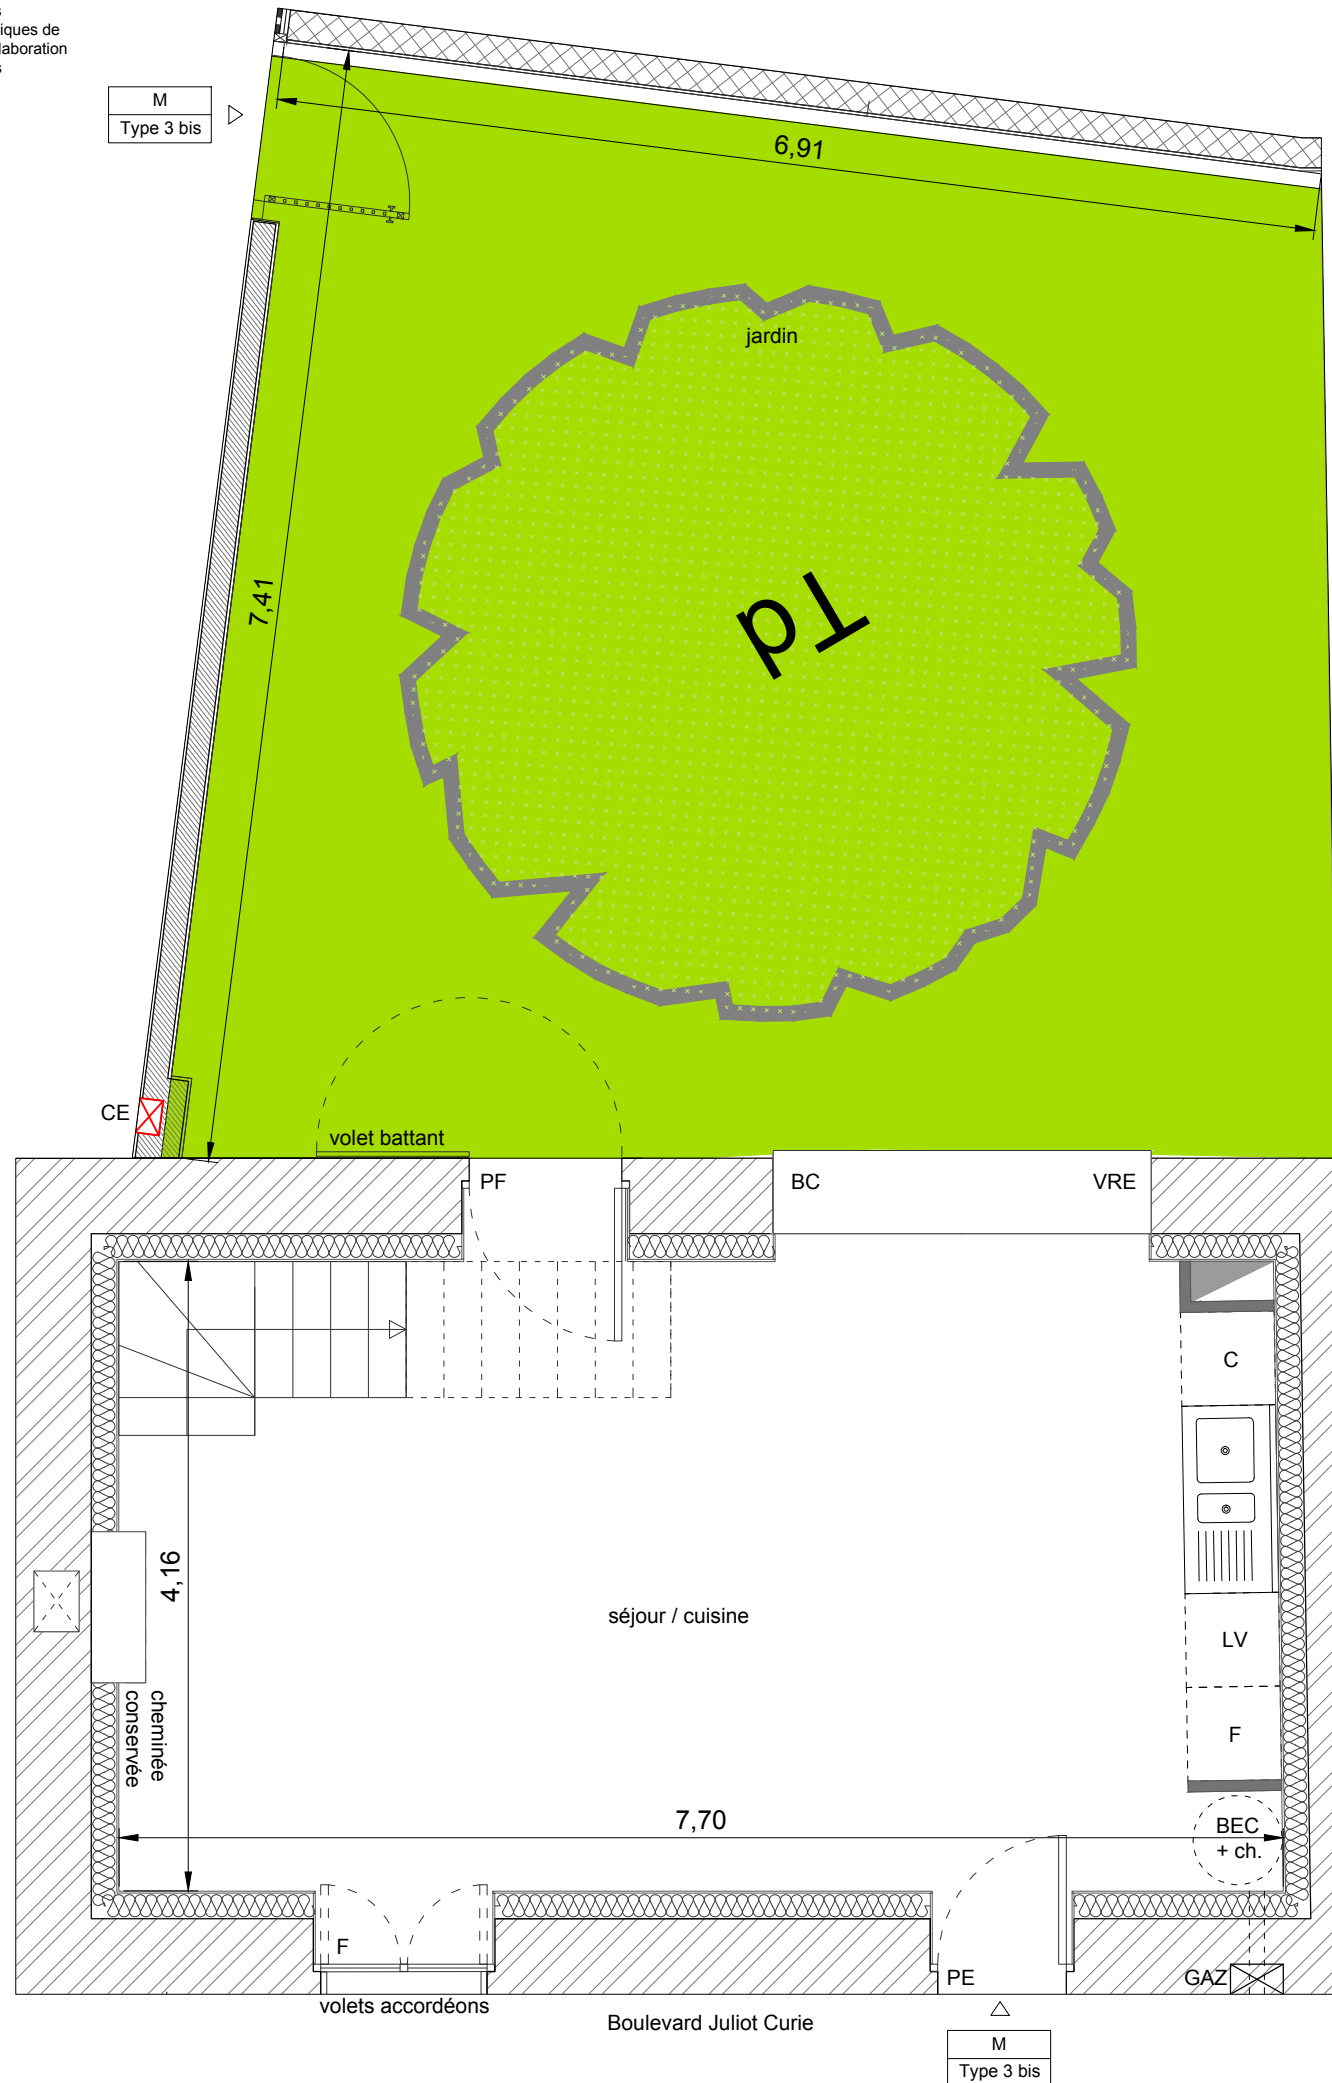 iques de
laboration
M
Type 3 bis
6,91
jardin
7,41
Td
CE
volet battant
PF
BC
VRE
C
4,16
séjour / cuisine
LV
cheminée
conservée
F
7,70
BEC
+ ch.
F
PE
GAZ
volets accordéons
Boulevard Juliot Curie
M
Type 3 bis